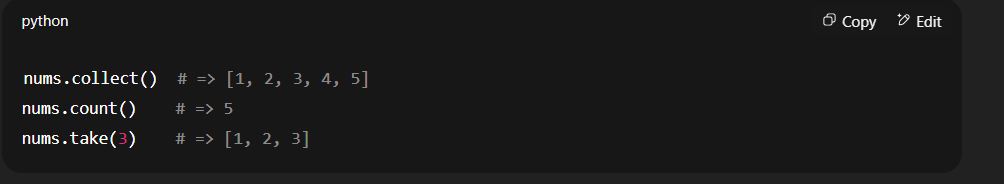 python
Copy
Edit
nums.collect()  # => [1, 2, 3, 4, 5]
nums.count()    # => 5
nums.take(3)    # => [1, 2, 3]